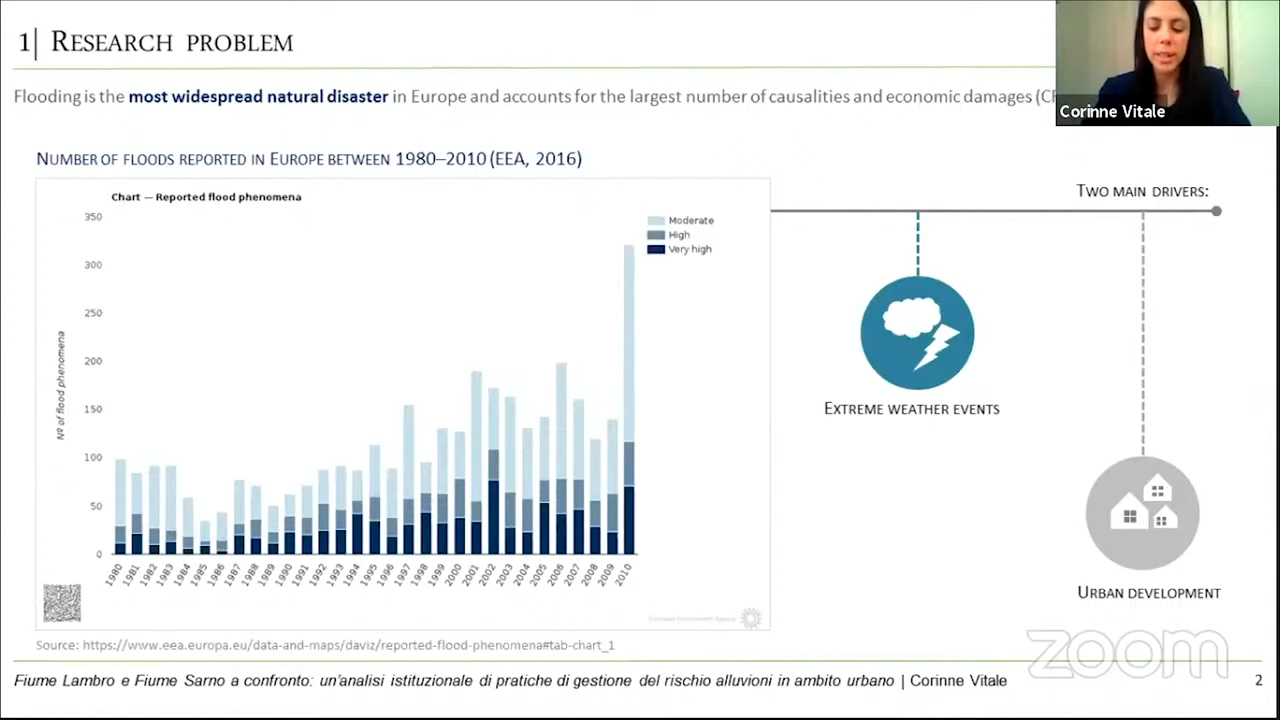 1| RESEARCH PROBLEM
Flooding is the most widespread natural disaster in Europe and accounts for the largest number of causalities and economic damages
Corinne Vitale
NUMBER OF FLOODS REPORTED IN EUROPE BETWEEN 1980–2010 (EEA, 2016)
Chart — Reported flood phenomena
Moderate
High
Very high
Nº of flood phenomena
350
300
250
200
150
100
50
0
1980 1981 1982 1983 1984 1985 1986 1987 1988 1989 1990 1991 1992 1993 1994 1995 1996 1997 1998 1999 2000 2001 2002 2003 2004 2005 2006 2007 2008 2009 2010
European Environment Agency
TWO MAIN DRIVERS:
EXTREME WEATHER EVENTS
URBAN DEVELOPMENT
Source: https://www.eea.europa.eu/data-and-maps/daviz/reported-flood-phenomena#tab-chart_1
zoom
Fiume Lambro e Fiume Sarno a confronto: un'analisi istituzionale di pratiche di gestione del rischio alluvioni in ambito urbano | Corinne Vitale
2